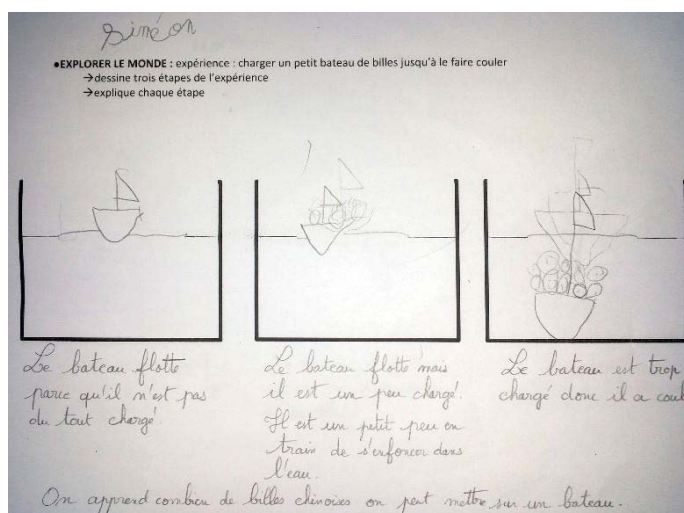 Siméon
●EXPLORER LE MONDE : expérience : charger un petit bateau de billes jusqu'à le faire couler
→dessine trois étapes de l'expérience
→explique chaque étape
Le bateau flotte
parce qu'il n'est pas
du tout chargé.
Le bateau flotte mais
il est un peu chargé.
Il est un petit peu en
train de s'enfoncer dans
l'eau.
Le bateau est trop
chargé donc il a coul
On apprend combien de billes chinoises on peut mettre sur un bateau.